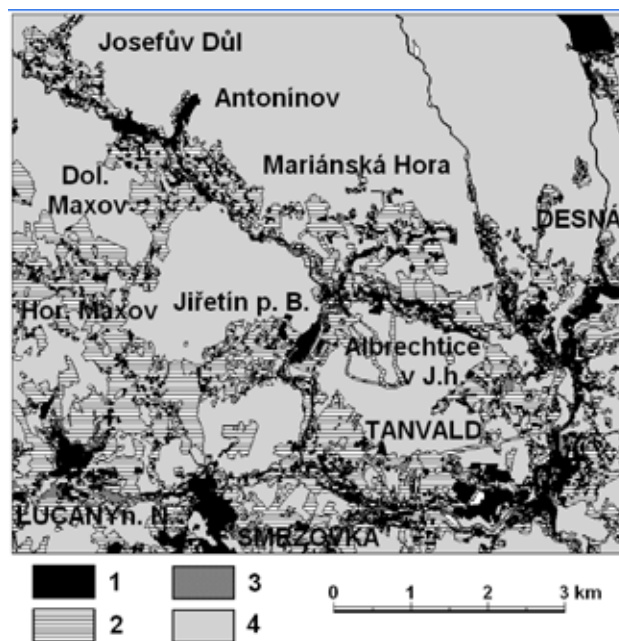 Josefův Důl
Antonínov
Mariánská Hora
Dol.
Maxov
DESNÁ
Hor. Maxov
Jiřetín p. B.
Albrechtice
v J.h.
TANVALD
LUČANY n. N.
SMRŽOVKA
1
3
2
4
0 1 2 3 km